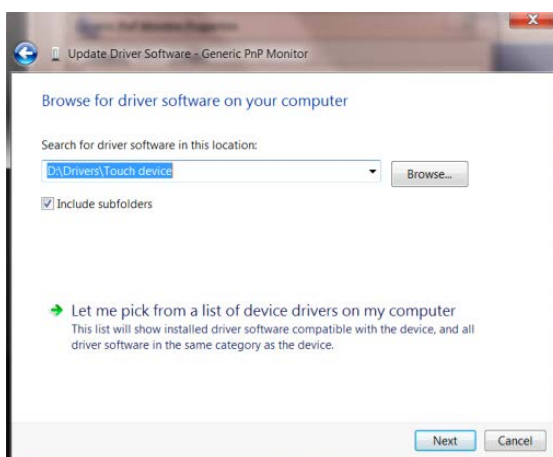 Update Driver Software - Generic PnP Monitor
Browse for driver software on your computer
Search for driver software in this location:
D:\Drivers\Touch device
Browse...
Include subfolders
Let me pick from a list of device drivers on my computer
This list will show installed driver software compatible with the device, and all
driver software in the same category as the device.
Next
Cancel